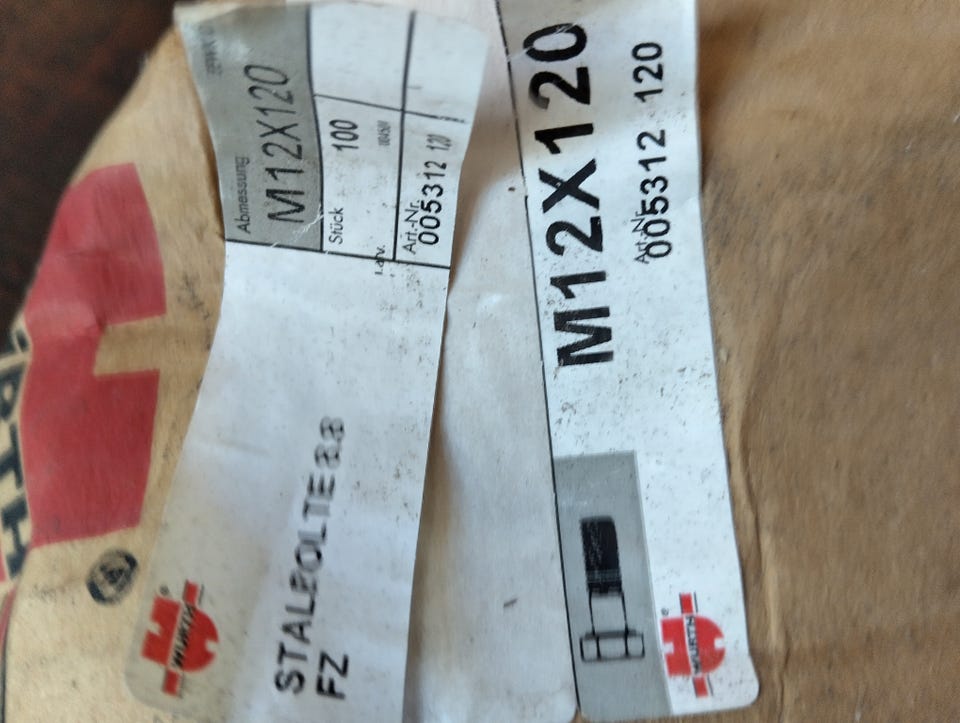 WÜRTH
STALBOLTE 8.8
FZ
Abmessung
M12X120
Stück
100
Art.-Nr.
005312 120
M12X120
Art.-Nr.
005312 120
WÜRTH